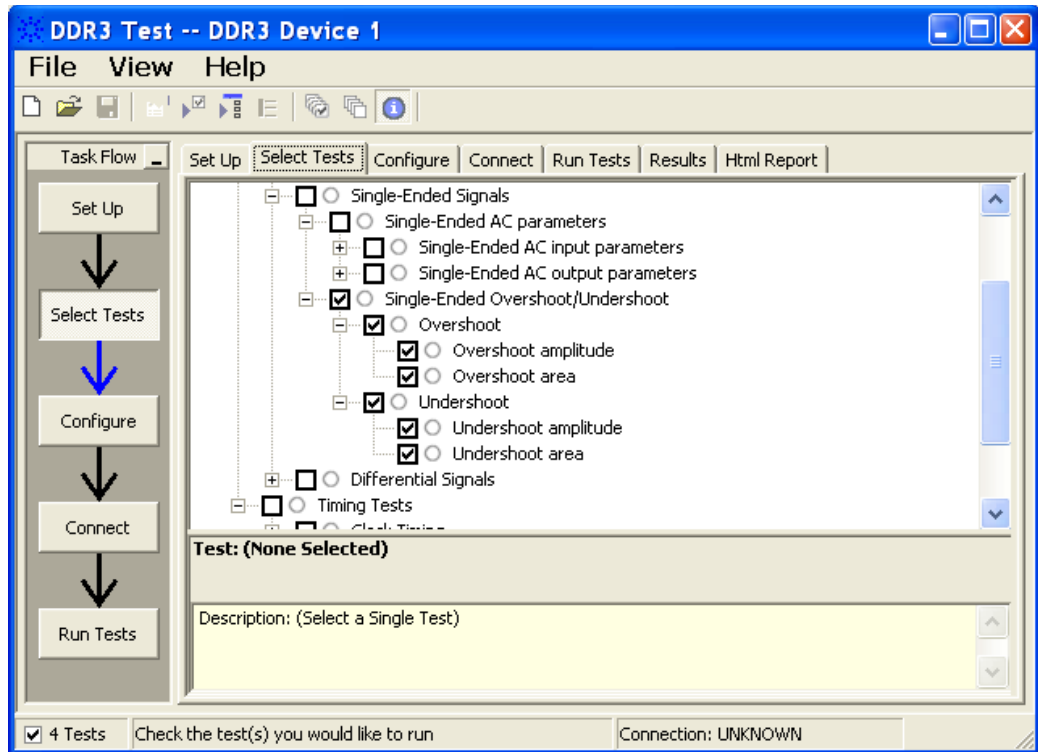 DDR3 Test -- DDR3 Device 1
File View Help
Task Flow
Set Up
Select Tests
Configure
Connect
Run Tests
Set Up Select Tests Configure Connect Run Tests Results Html Report
Single-Ended Signals
Single-Ended AC parameters
Single-Ended AC input parameters
Single-Ended AC output parameters
Single-Ended Overshoot/Undershoot
Overshoot
Overshoot amplitude
Overshoot area
Undershoot
Undershoot amplitude
Undershoot area
Differential Signals
Timing Tests
Clock Timing
Test: (None Selected)
Description: (Select a Single Test)
4 Tests Check the test(s) you would like to run Connection: UNKNOWN